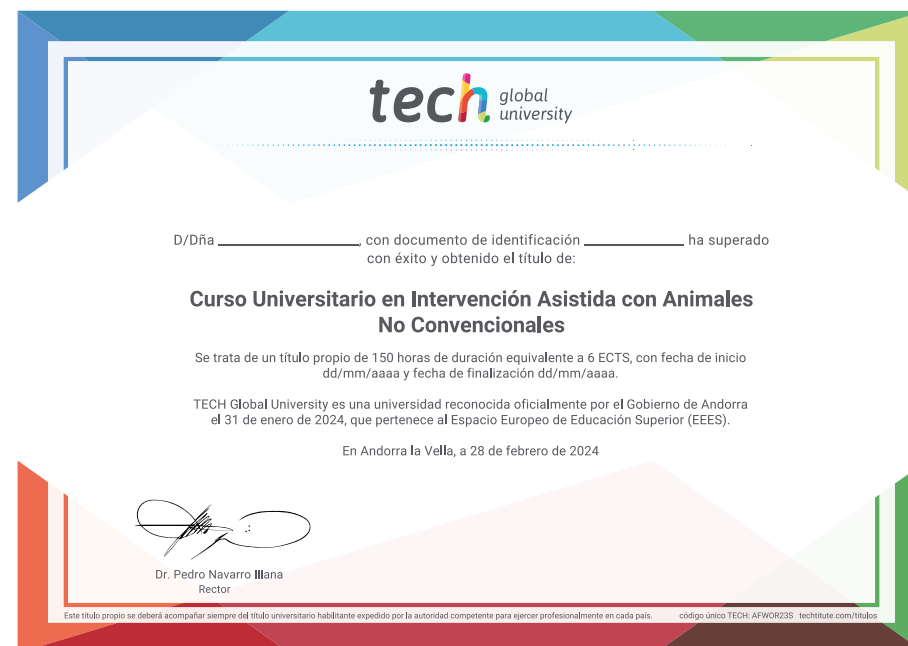 tech global university
D/Dña ____________________, con documento de identificación ______________ ha superado
con éxito y obtenido el título de:
Curso Universitario en Intervención Asistida con Animales
No Convencionales
Se trata de un título propio de 150 horas de duración equivalente a 6 ECTS, con fecha de inicio
dd/mm/aaaa y fecha de finalización dd/mm/aaaa.
TECH Global University es una universidad reconocida oficialmente por el Gobierno de Andorra
el 31 de enero de 2024, que pertenece al Espacio Europeo de Educación Superior (EEES).
En Andorra la Vella, a 28 de febrero de 2024
Dr. Pedro Navarro Illana
Rector
Este título propio se deberá acompañar siempre del título universitario habilitante expedido por la autoridad competente para ejercer profesionalmente en cada país. código único TECH: AFWOR23S techtitute.com/titulos